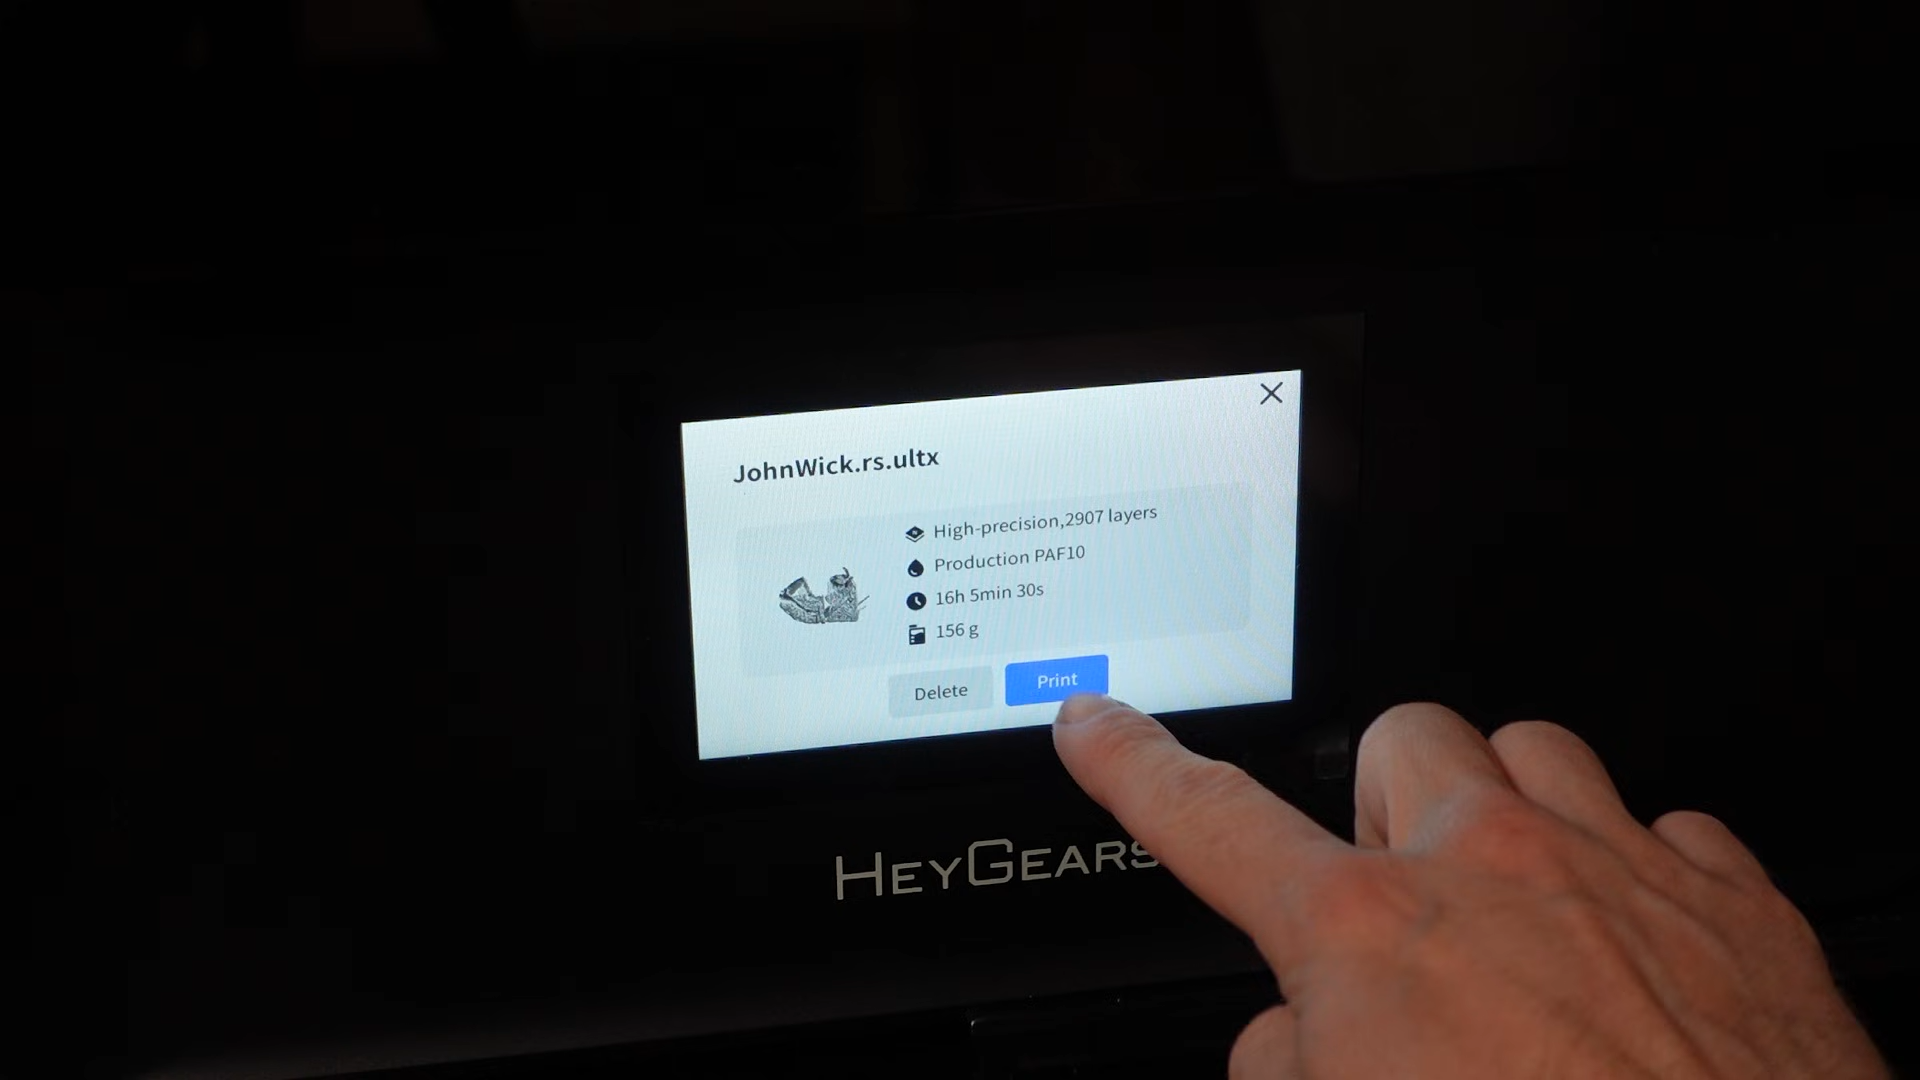 JohnWick.rs.ultx
High-precision,2907 layers
Production PAF10
16h 5min 30s
156 g
Delete
Print
HEYGEARS